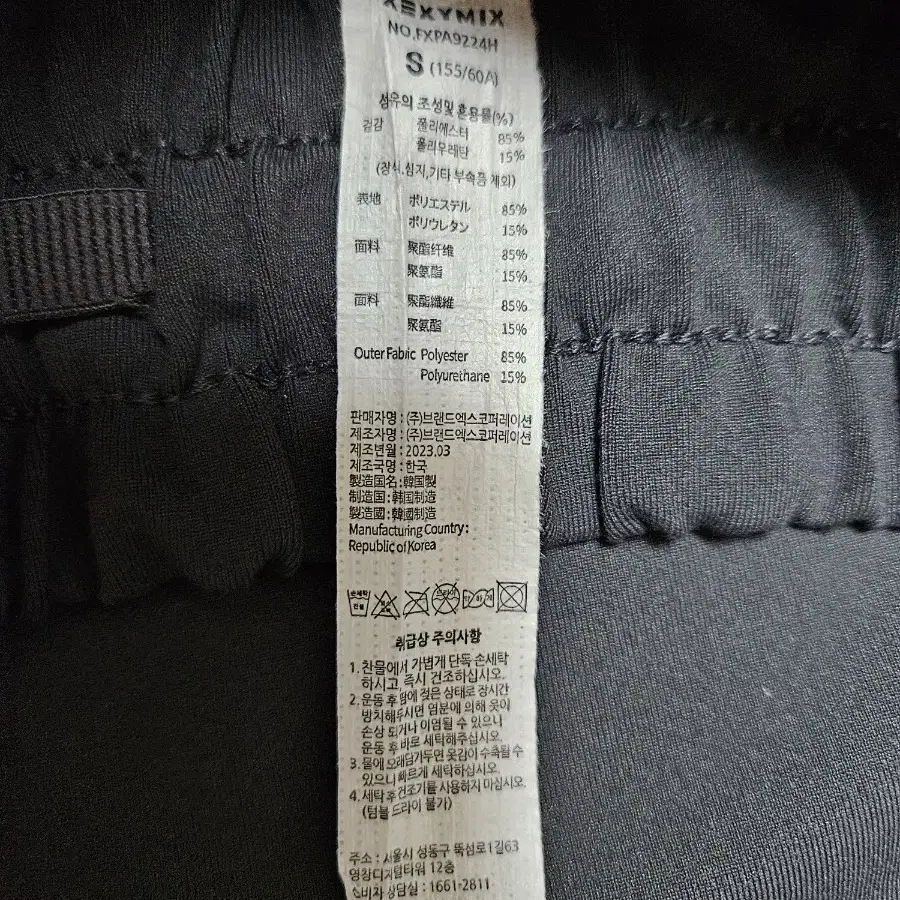 XEXYMIX
NO.FXPA9224H
S (155/60A)
섬유의 조성및 혼용률(%)
겉감 폴리에스터 85%
폴리우레탄 15%
(장식,심지,기타 부속품 제외)
表地 ポリエステル 85%
ポリウレタン 15%
面料 聚酯纤维 85%
聚氨酯 15%
面料 聚酯纖維 85%
聚氨酯 15%
Outer Fabric Polyester 85%
Polyurethane 15%
판매자명 : (주)브랜드엑스코퍼레이션
제조자명 : (주)브랜드엑스코퍼레이션
제조년월 : 2023.03
제조국명 : 한국
製造国名 : 韓国製
制造国 : 韩国制造
製造國 : 韓國製造
Manufacturing Country :
Republic of Korea
손세탁
찬물
드라이
취급상 주의사항
1. 찬물에서 가볍게 단독 손세탁
하시고, 즉시 건조하십시오.
2. 운동 후 땀에 젖은 상태로 장시간
방치해두시면 염분에 의해 옷이
손상 되거나 이염될 수 있으니
운동 후 바로 세탁해주십시오.
3. 물에 오래담가두면 옷감이 수축될 수
있으니 빠르게 세탁하십시오.
4. 세탁 후 건조기를 사용하지 마십시오.
(텀블 드라이 불가)
주소 : 서울시 성동구 뚝섬로1길63
영창디지털타워 12층
소비자 상담실 : 1661-2811